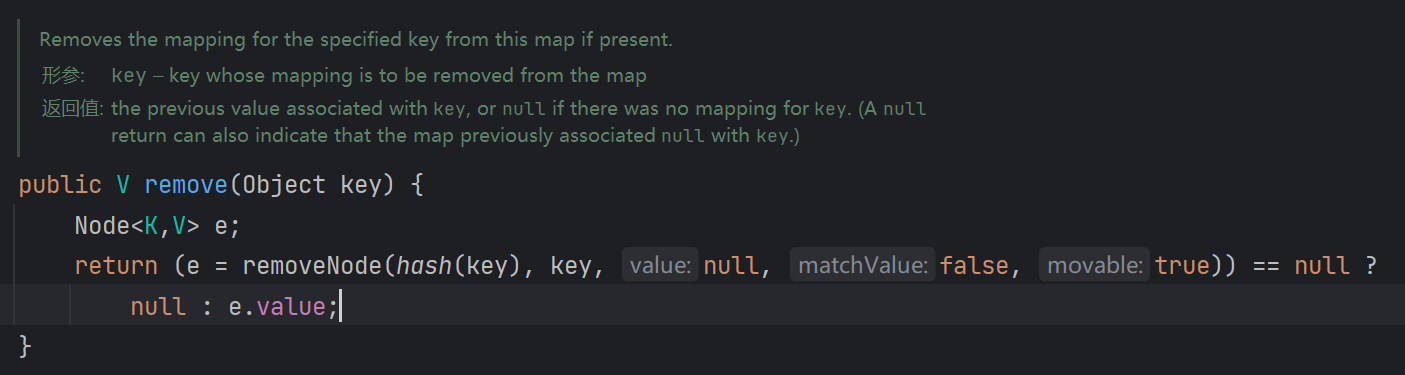 Removes the mapping for the specified key from this map if present.
形参: key – key whose mapping is to be removed from the map
返回值: the previous value associated with key, or null if there was no mapping for key. (A null
return can also indicate that the map previously associated null with key.)
public V remove(Object key) {
    Node<K,V> e;
    return (e = removeNode(hash(key), key, value: null, matchValue: false, movable: true)) == null ?
        null : e.value;
}